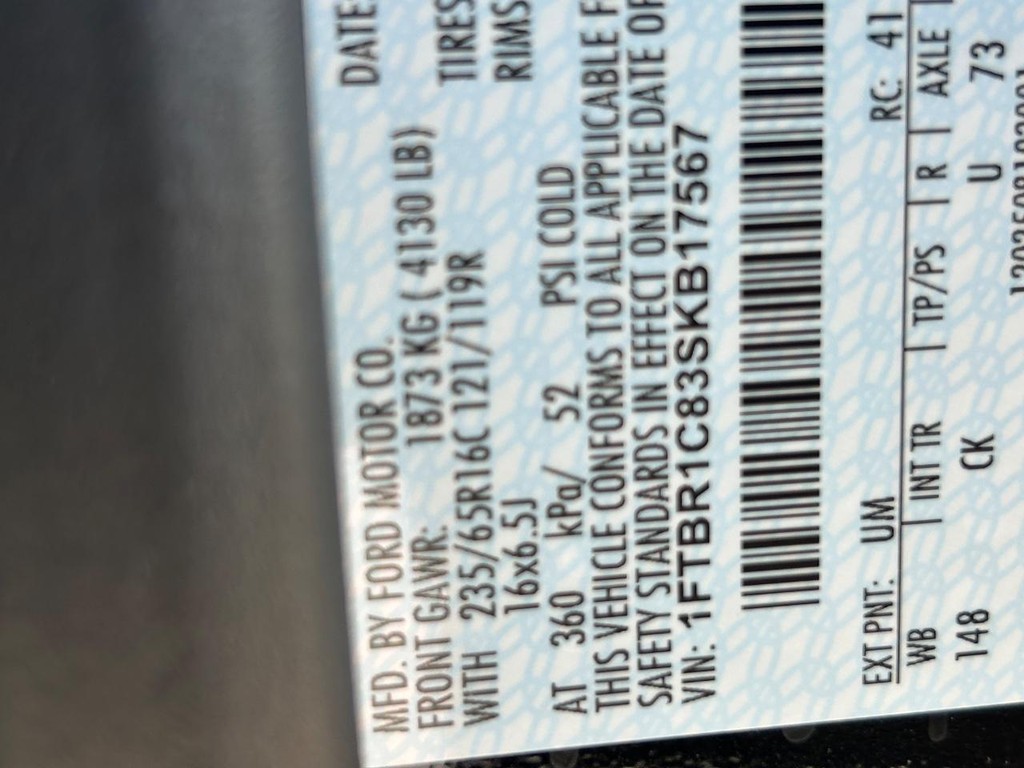 MFD. BY FORD MOTOR CO. DATE:
FRONT GAWR: 1873 KG ( 4130 LB)
WITH 235/65R16C 121/119R TIRES
16x6.5J RIMS
AT 360 kPa/ 52 PSI COLD
THIS VEHICLE CONFORMS TO ALL APPLICABLE F
SAFETY STANDARDS IN EFFECT ON THE DATE OF
VIN: 1FTBR1C83SKB17567
EXT PNT: UM RC: 41
WB | INT TR | TP/PS | R | AXLE |
148 CK U 73